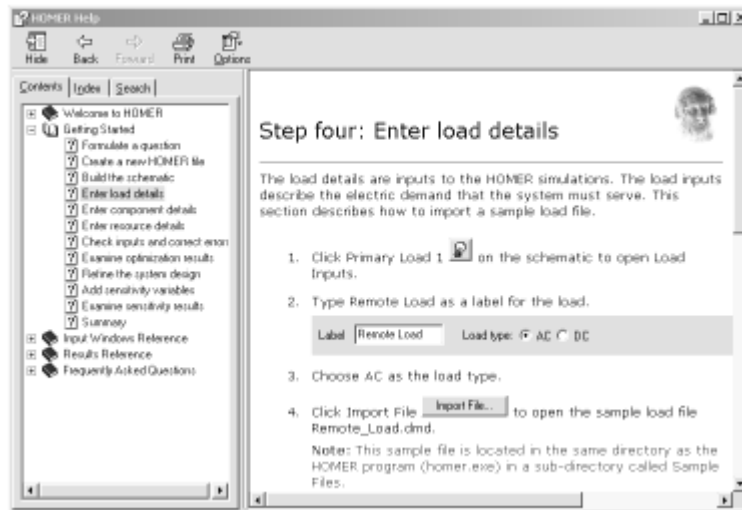 HOMER Help
Hide Back Forward Print Options
Contents Index Search
Welcome to HOMER
Getting Started
Formulate a question
Create a new HOMER file
Build the schematic
Enter load details
Enter component details
Enter resource details
Check inputs and correct errors
Examine optimization results
Refine the system design
Add sensitivity variables
Examine sensitivity results
Summary
Input Windows Reference
Results Reference
Frequently Asked Questions
Step four: Enter load details
The load details are inputs to the HOMER simulations. The load inputs
describe the electric demand that the system must serve. This
section describes how to import a sample load file.
1. Click Primary Load 1 on the schematic to open Load
Inputs.
2. Type Remote Load as a label for the load.
Label Remote Load Load type: AC DC
3. Choose AC as the load type.
4. Click Import File Import File... to open the sample load file
Remote_Load.dmd.
Note: This sample file is located in the same directory as the
HOMER program (homer.exe) in a sub-directory called Sample
Files.